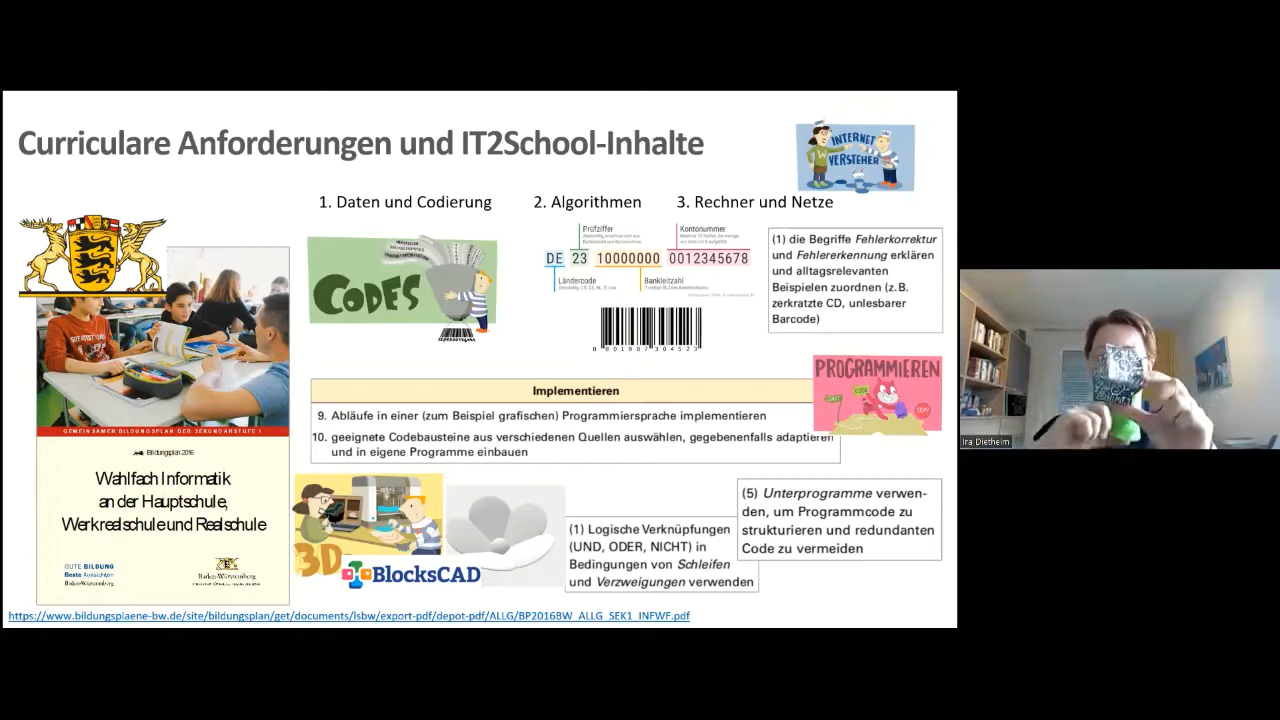 Curriculare Anforderungen und IT2School-Inhalte
INTERNET
VERSTEHER
1. Daten und Codierung
2. Algorithmen
3. Rechner und Netze
CODES
Prüfziffer
Kontonummer
DE 23 10000000 0012345678
Ländercode
Bankleitzahl
(1) die Begriffe Fehlerkorrektur
und Fehlererkennung erklären
und alltagsrelevanten
Beispielen zuordnen (z.B.
zerkratzte CD, unlesbarer
Barcode)
PROGRAMMIEREN
Implementieren
9. Abläufe in einer (zum Beispiel grafischen) Programmiersprache implementieren
10. geeignete Codebausteine aus verschiedenen Quellen auswählen, gegebenenfalls adaptieren
und in eigene Programme einbauen
GEMEINSAMER BILDUNGSPLAN DER SEKUNDARSTUFE I
Bildungsplan 2016
Wahlfach Informatik
an der Hauptschule,
Werkrealschule und Realschule
GUTE BILDUNG
Beste Aussichten
Baden-Württemberg
Baden-Württemberg
3D
BlocksCAD
(1) Logische Verknüpfungen
(UND, ODER, NICHT) in
Bedingungen von Schleifen
und Verzweigungen verwenden
(5) Unterprogramme verwen-
den, um Programmcode zu
strukturieren und redundanten
Code zu vermeiden
https://www.bildungsplaene-bw.de/site/bildungsplan/get/documents/lsbw/export-pdf/depot-pdf/ALLG/BP2016BW_ALLG_SEK1_INFWF.pdf
Ira Diethelm